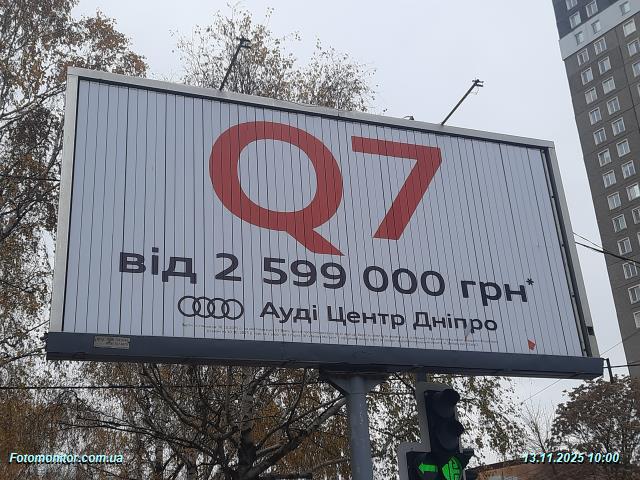 Q7
від 2 599 000 грн*
Ауді Центр Дніпро
Fotomonitor.com.ua
13.11.2025 10:00